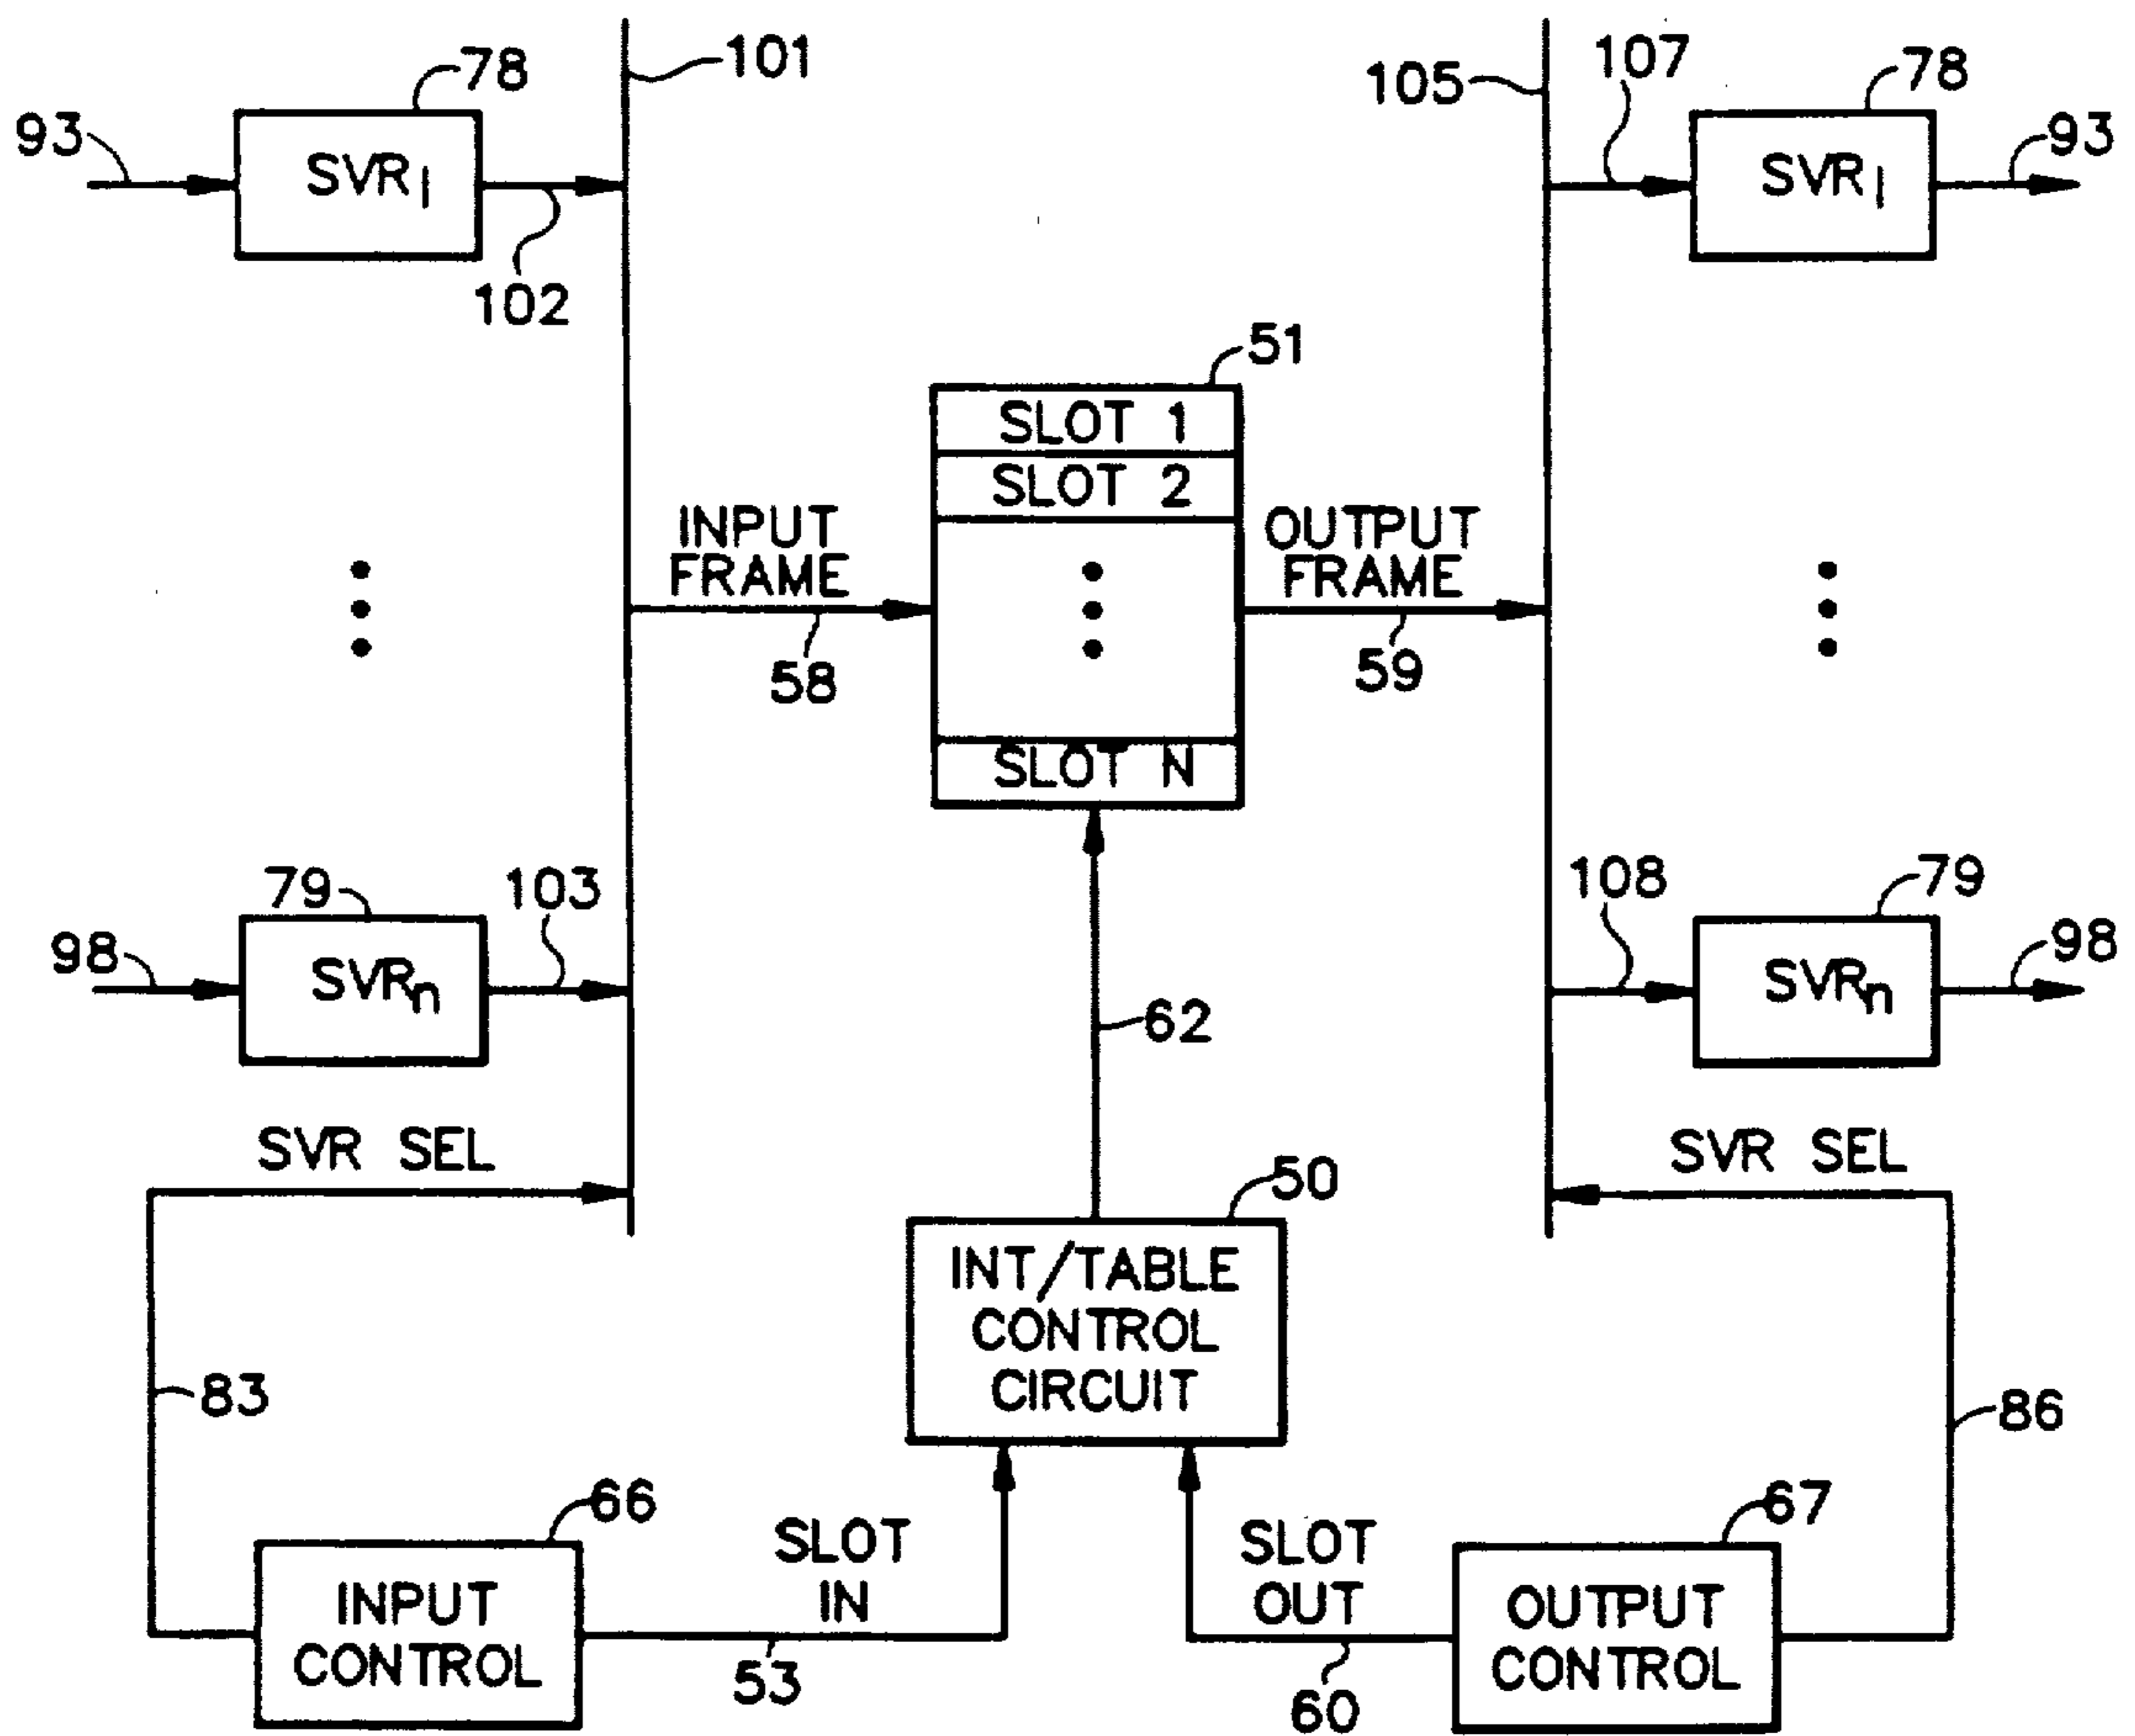 78
101
105
107
78
93
SVR1
SVR1
93
102
51
SLOT 1
SLOT 2
INPUT
FRAME
OUTPUT
FRAME
58
59
SLOT N
79
103
108
79
98
SVRn
SVRn
98
62
SVR SEL
SVR SEL
50
INT/TABLE
CONTROL
CIRCUIT
83
86
66
67
SLOT
IN
SLOT
OUT
INPUT
CONTROL
OUTPUT
CONTROL
53
60